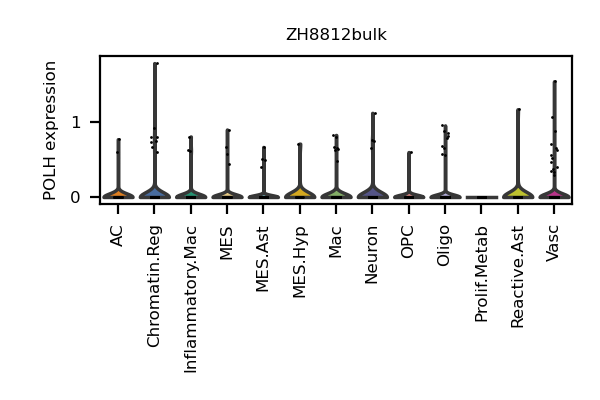 ZH8812bulk
POLH expression
1
0
AC
Chromatin.Reg
Inflammatory.Mac
MES
MES.Ast
MES.Hyp
Mac
Neuron
OPC
Oligo
Prolif.Metab
Reactive.Ast
Vasc